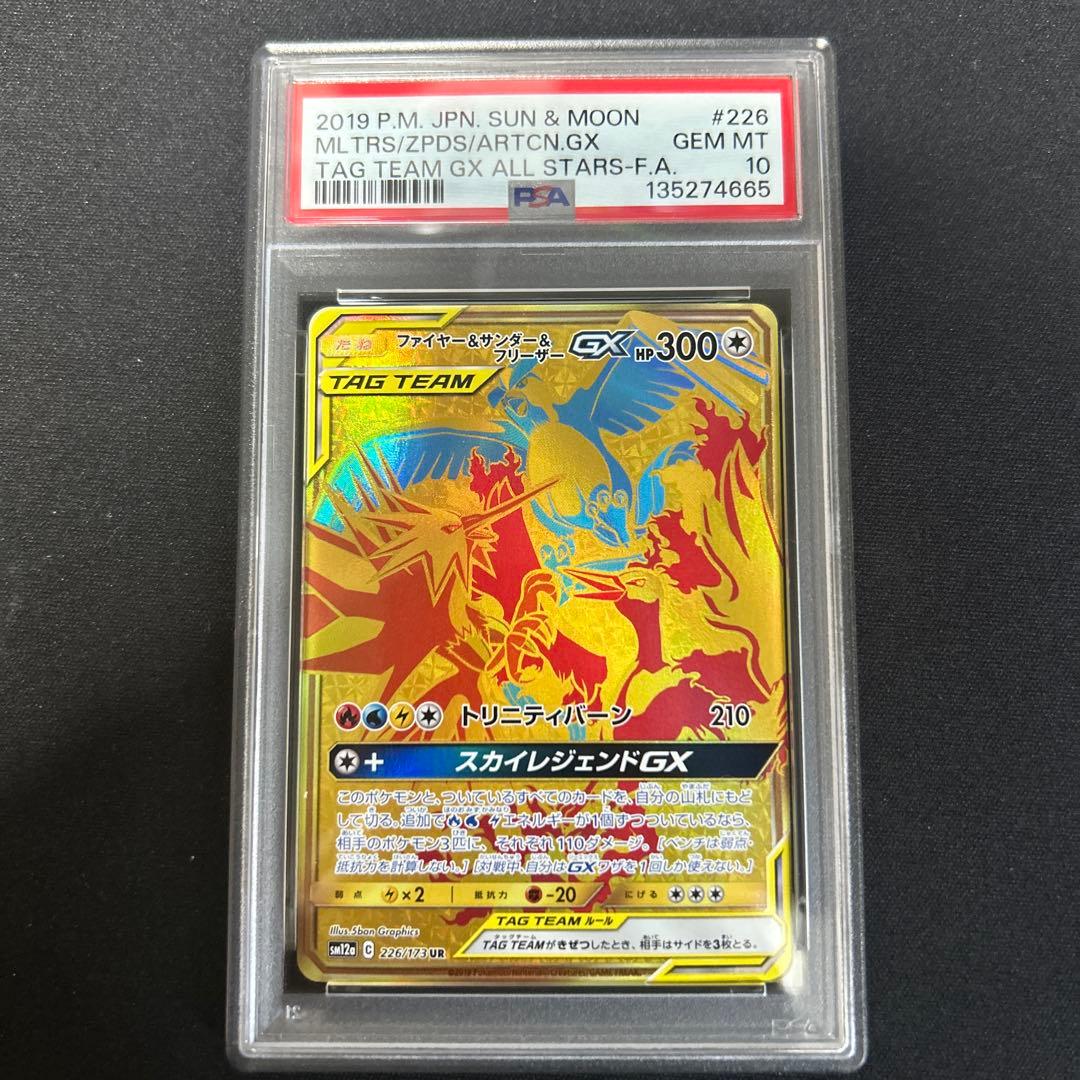 2019 P.M. JPN. SUN & MOON #226
MLTRS/ZPDS/ARTCN.GX GEM MT
TAG TEAM GX ALL STARS-F.A. 10
PSA 135274665
たね ファイヤー&サンダー&フリーザー GX HP 300
TAG TEAM
トリニティバーン 210
+ スカイレジェンドGX
このポケモンと、ついているすべてのカードを、自分の山札にもど
して切る。追加で エネルギーが1個ずつついているなら、
相手のポケモン3匹に、それぞれ110ダメージ。[ベンチは弱点・
抵抗力を計算しない。] [対戦中、自分はGXワザを1回しか使えない。]
弱点 ×2 抵抗力 -20 にげる
TAG TEAM ルール
Illus.5ban Graphics
TAG TEAMがきぜつしたとき、相手はサイドを3枚とる。
SM12a C 226/173 UR
©2019 Pokémon/Nintendo/Creatures/GAME FREAK.